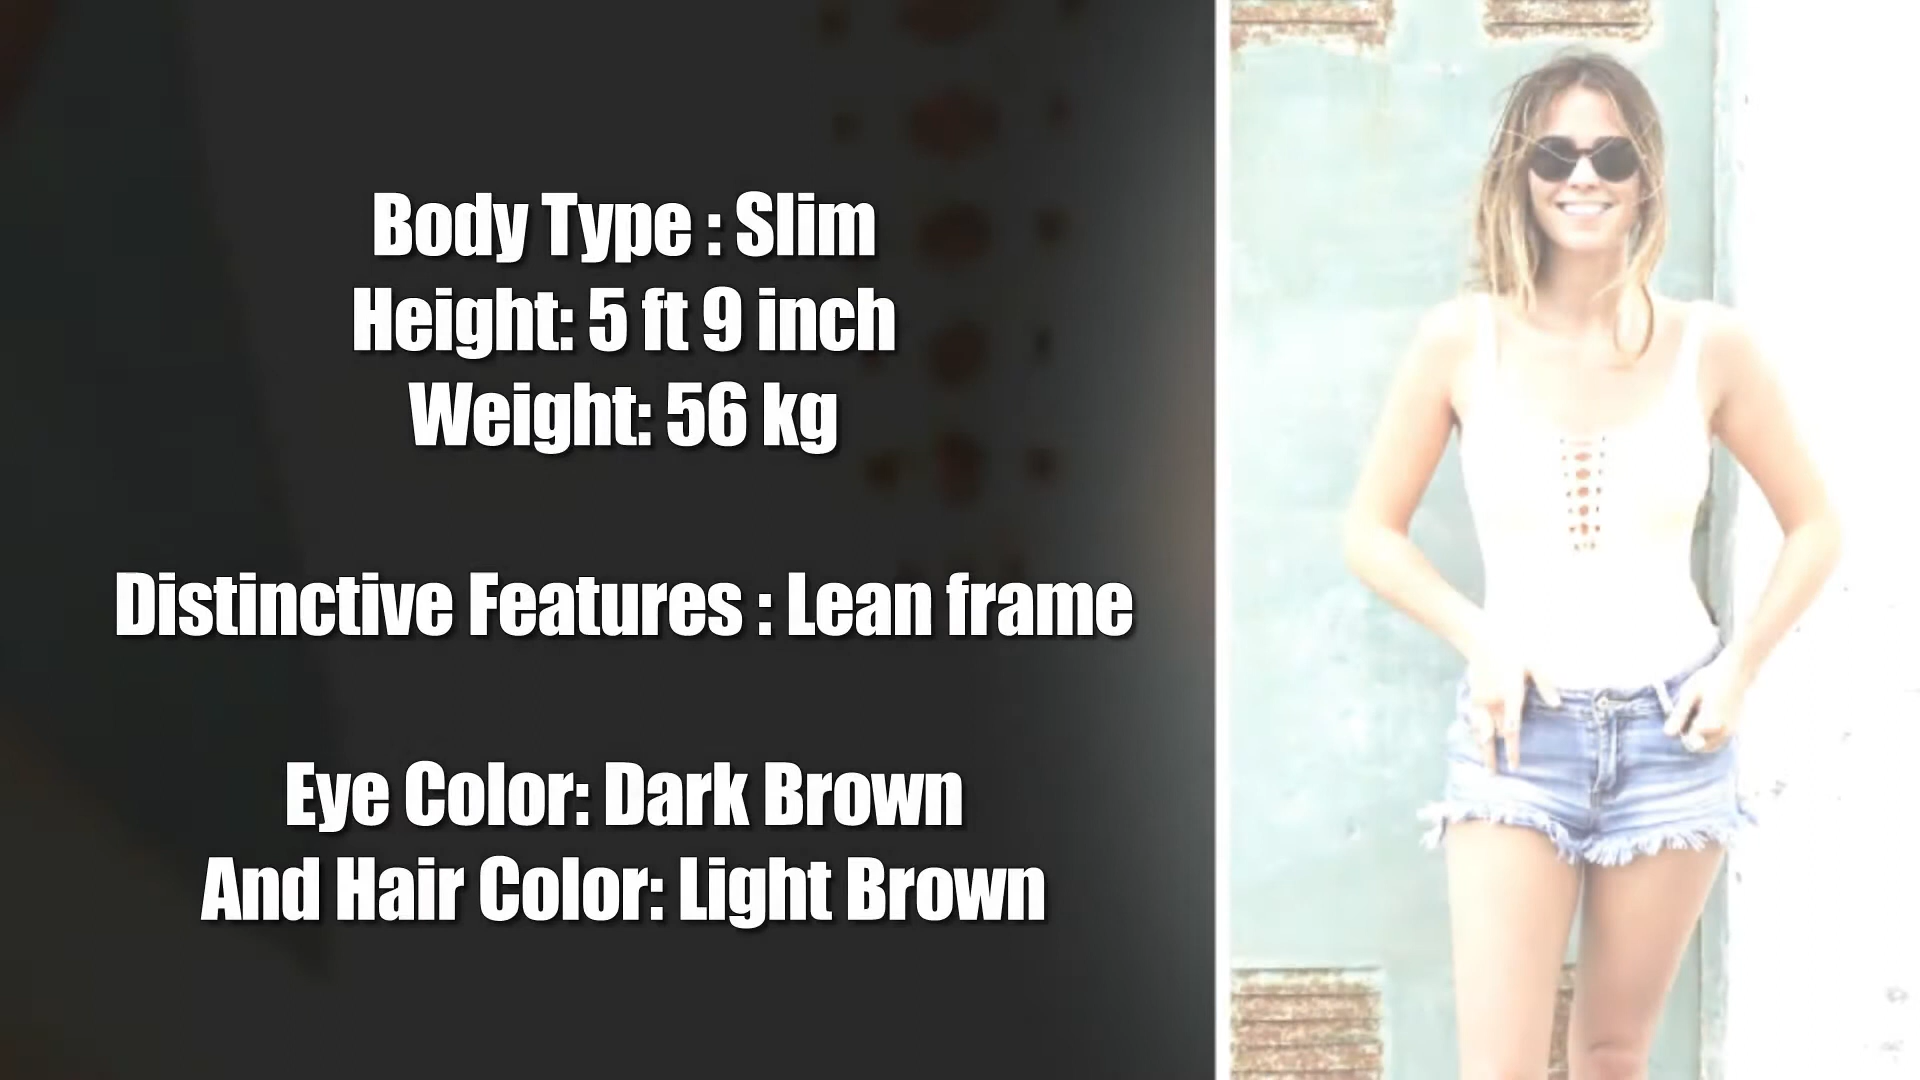 Body Type : Slim
Height: 5 ft 9 inch
Weight: 56 kg
Distinctive Features : Lean frame
Eye Color: Dark Brown
And Hair Color: Light Brown